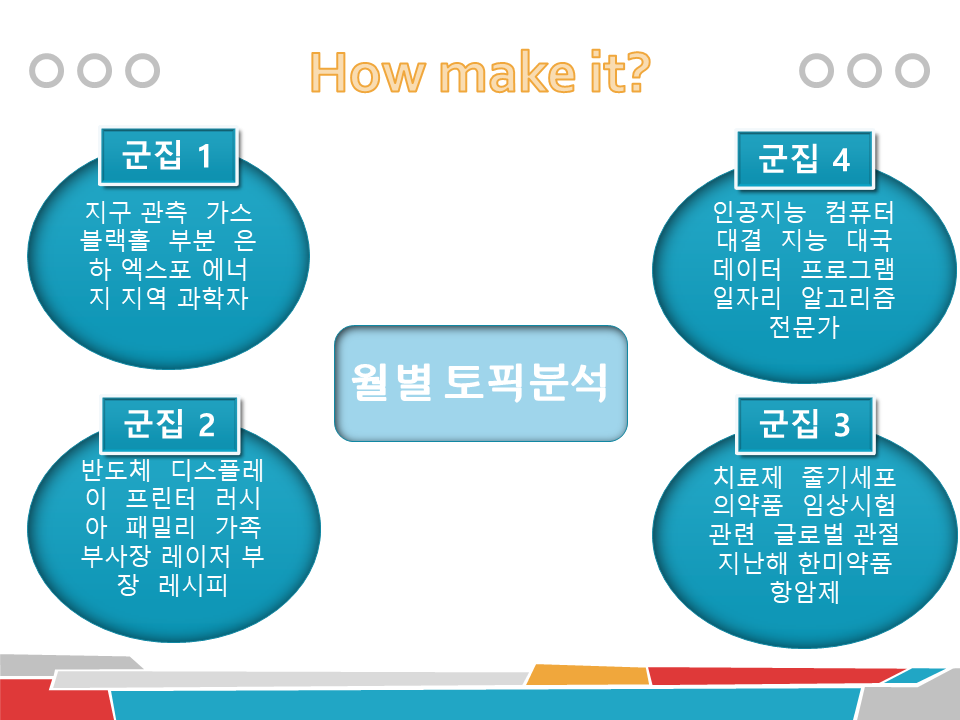 How make it?
군집 1
지구 관측 가스
블랙홀 부분 은
하 엑스포 에너
지 지역 과학자
군집 4
인공지능 컴퓨터
대결 지능 대국
데이터 프로그램
일자리 알고리즘
전문가
월별 토픽분석
군집 2
반도체 디스플레
이 프린터 러시
아 패밀리 가족
부사장 레이저 부
장 레시피
군집 3
치료제 줄기세포
의약품 임상시험
관련 글로벌 관절
지난해 한미약품
항암제